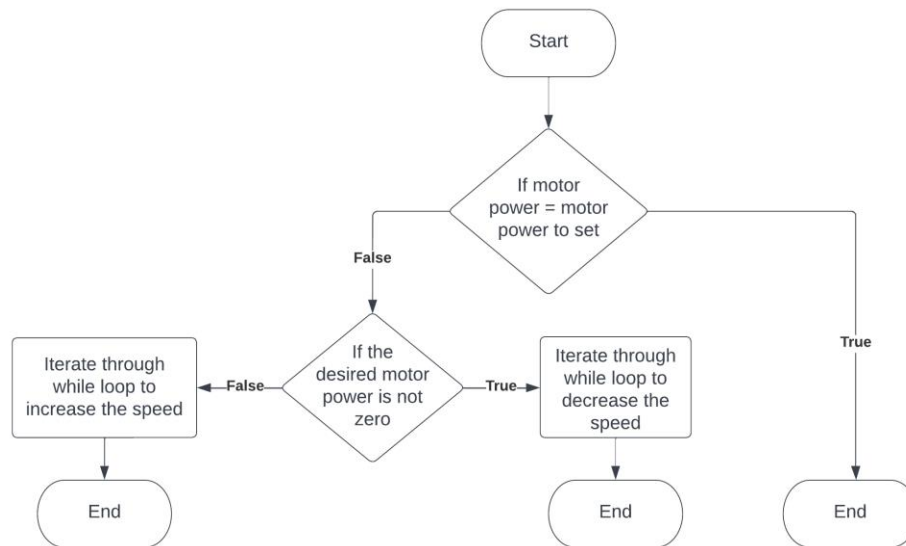 Start
If motor
power = motor
power to set
False
True
If the
desired motor
power is not
zero
False
True
Iterate through
while loop to
increase the speed
Iterate through
while loop to
decrease the
speed
End
End
End